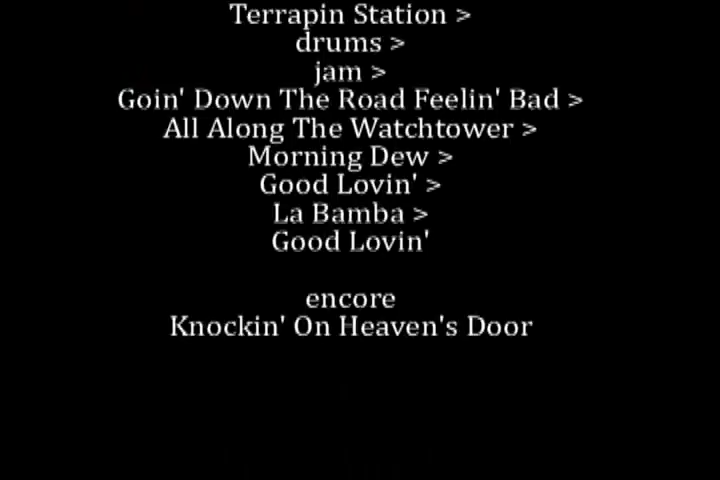 Terrapin Station >
drums >
jam >
Goin' Down The Road Feelin' Bad >
All Along The Watchtower >
Morning Dew >
Good Lovin' >
La Bamba >
Good Lovin'
encore
Knockin' On Heaven's Door